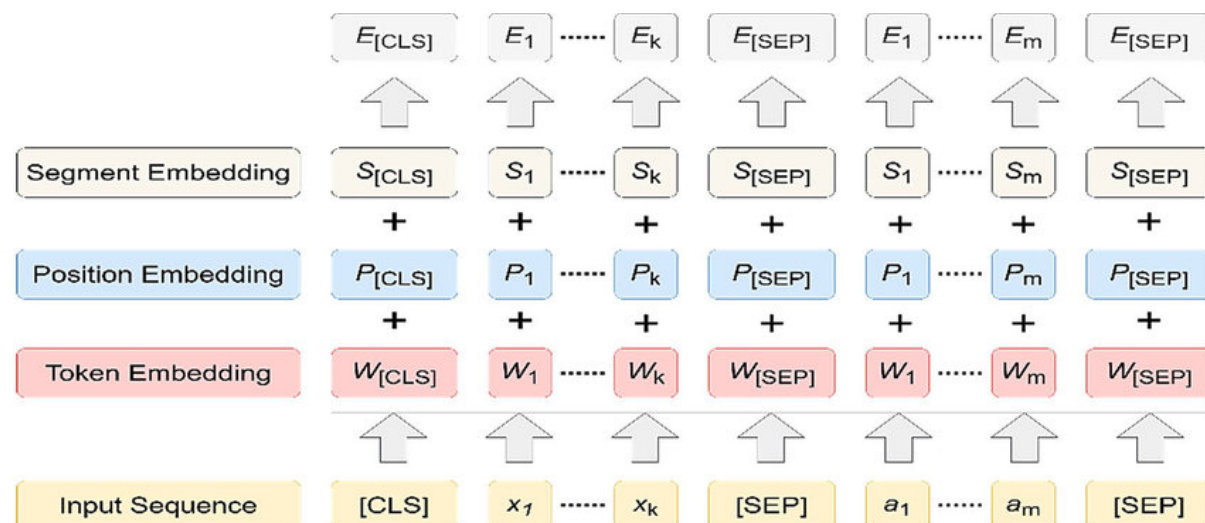 E[CLS] E1 ...... Ek E[SEP] E1 ...... Em E[SEP]
Segment Embedding S[CLS] S1 ...... Sk S[SEP] S1 ...... Sm S[SEP]
+ + + + + + +
Position Embedding P[CLS] P1 ...... Pk P[SEP] P1 ...... Pm P[SEP]
+ + + + + + +
Token Embedding W[CLS] W1 ...... Wk W[SEP] W1 ...... Wm W[SEP]
Input Sequence [CLS] x1 ...... xk [SEP] a1 ...... am [SEP]